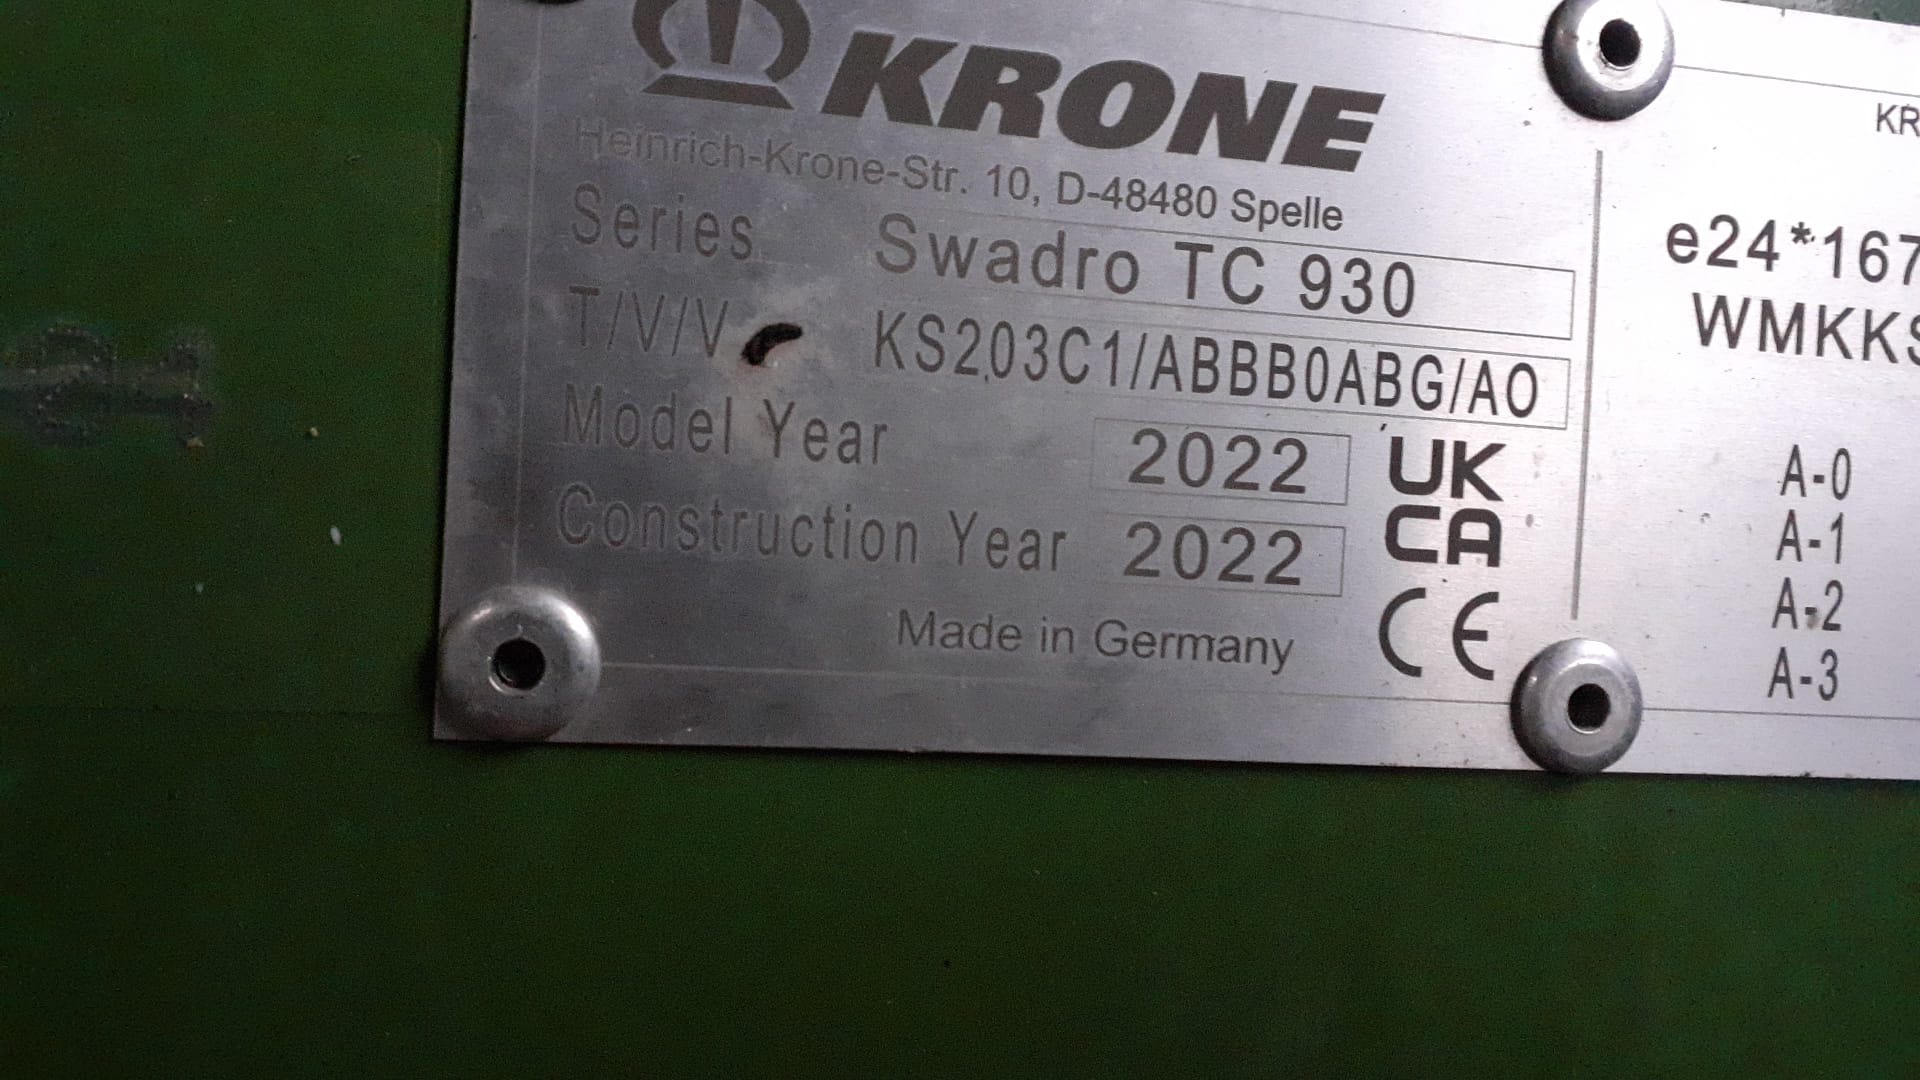 KRONE
Heinrich-Krone-Str. 10, D-48480 Spelle
Series Swadro TC 930
T/V/V KS203C1/ABBB0ABG/AO
Model Year 2022
Construction Year 2022
UK
CA
Made in Germany CE
KR
e24*167
WMKKS
A-0
A-1
A-2
A-3